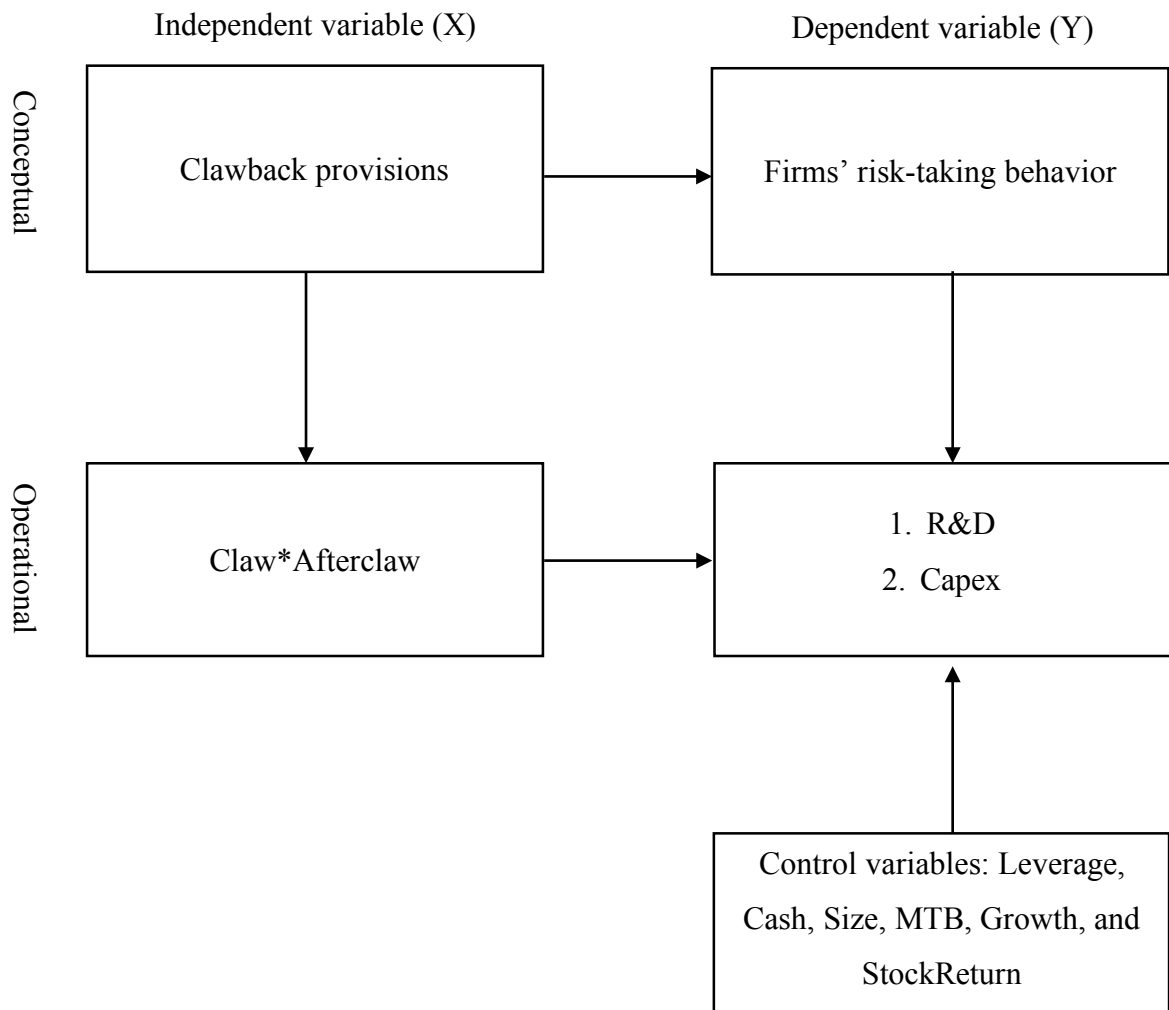 Independent variable (X)
Dependent variable (Y)
Conceptual
Clawback provisions
Firms’ risk-taking behavior
Operational
Claw*Afterclaw
1. R&D
2. Capex
Control variables: Leverage,
Cash, Size, MTB, Growth, and
StockReturn